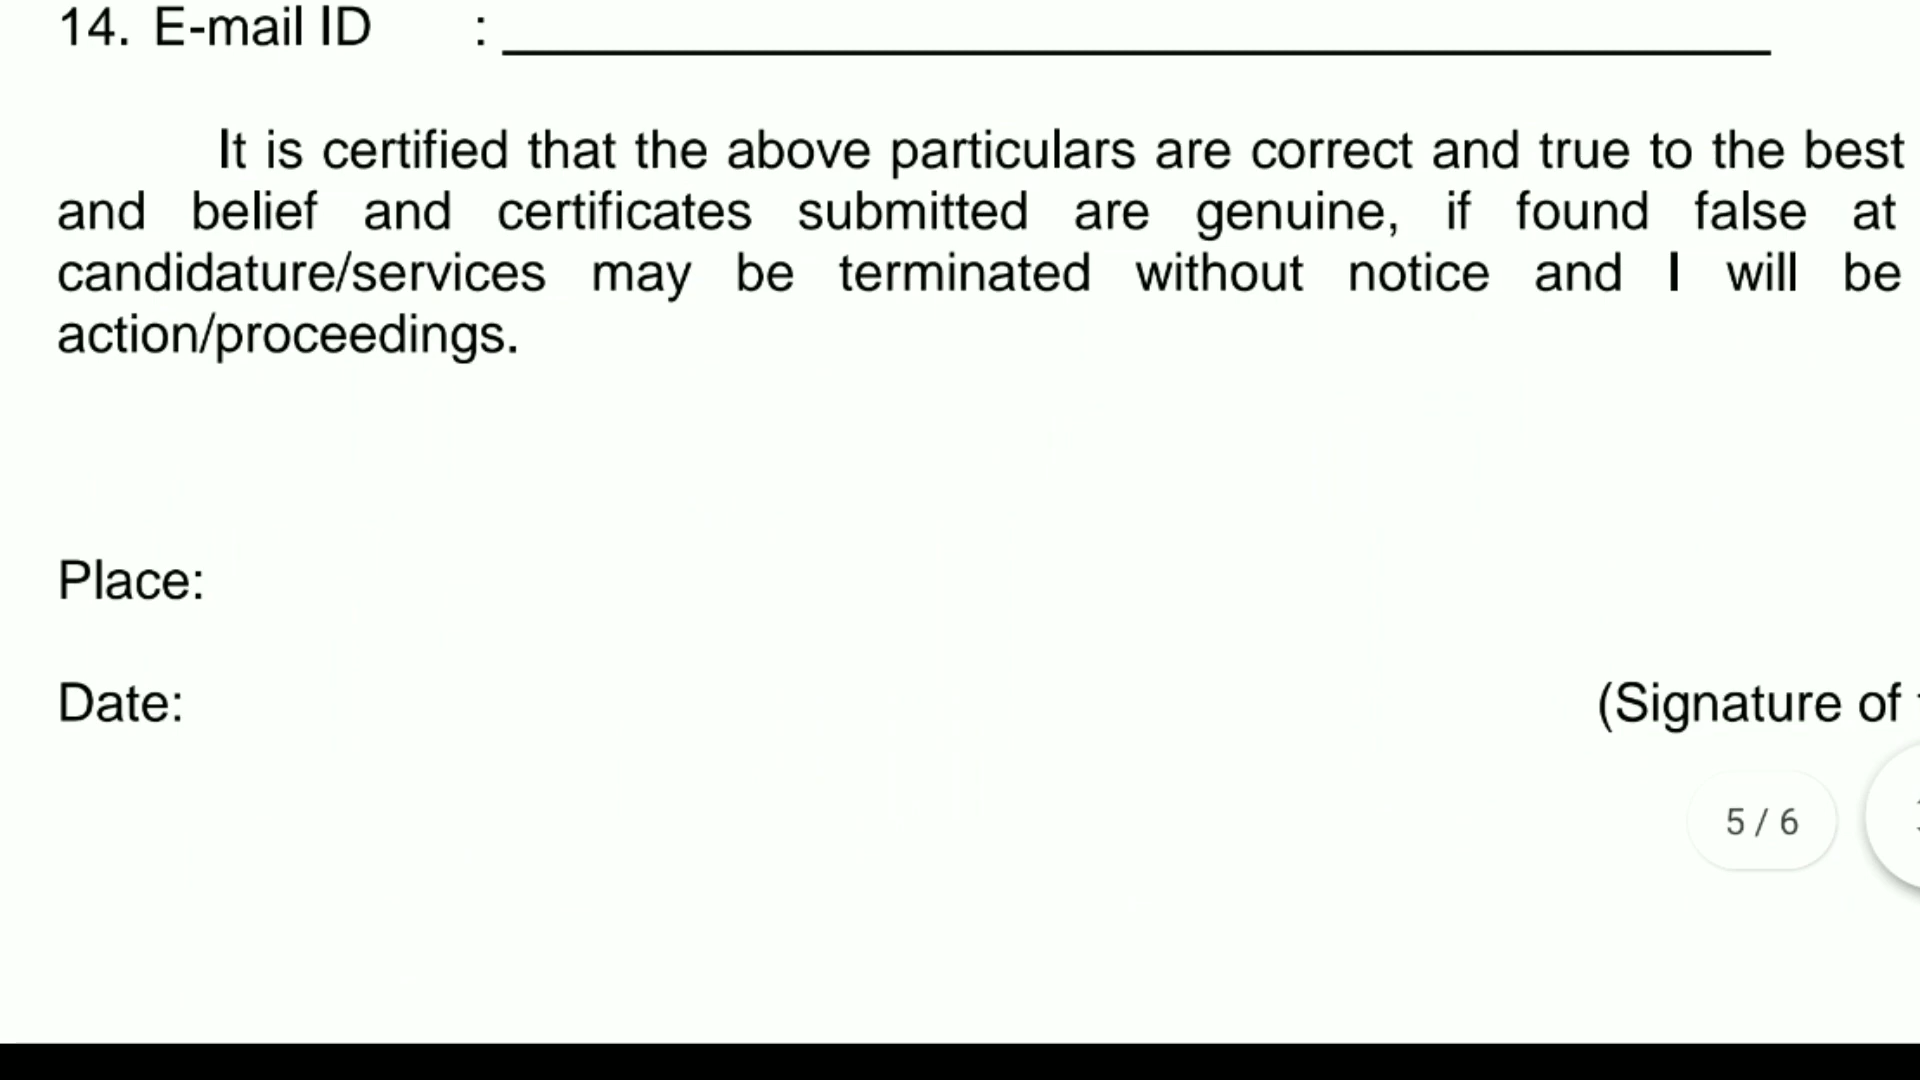 14. E-mail ID : ____________________
It is certified that the above particulars are correct and true to the best
and belief and certificates submitted are genuine, if found false at
candidature/services may be terminated without notice and I will be
action/proceedings.
Place:
Date:
(Signature of
5 / 6